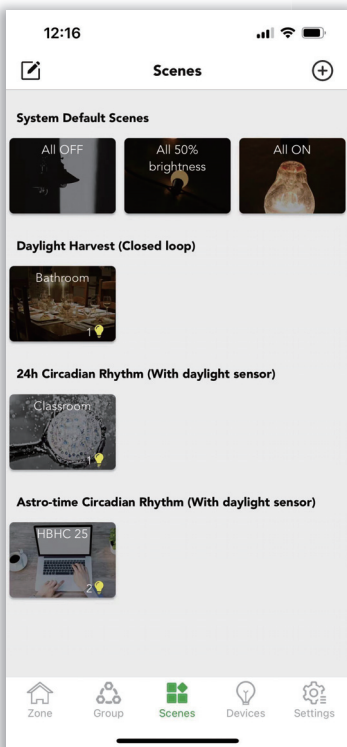 12:16
Scenes
System Default Scenes
All OFF
All 50%
brightness
All ON
Daylight Harvest (Closed loop)
Bathroom
1
24h Circadian Rhythm (With daylight sensor)
Classroom
1
Astro-time Circadian Rhythm (With daylight sensor)
HBHC 25
2
Zone
Group
Scenes
Devices
Settings